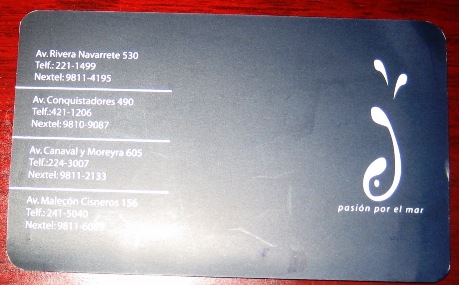 Av. Rivera Navarrete 530
Telf.: 221-1499
Nextel: 9811-4195
Av. Conquistadores 490
Telf.:421-1206
Nextel: 9810-9087
Av. Canaval y Moreyra 605
Telf.:224-3007
Nextel: 9811-2133
Av. Malecón Cisneros 156
Telf.: 241-5040
Nextel:
pasión por el mar